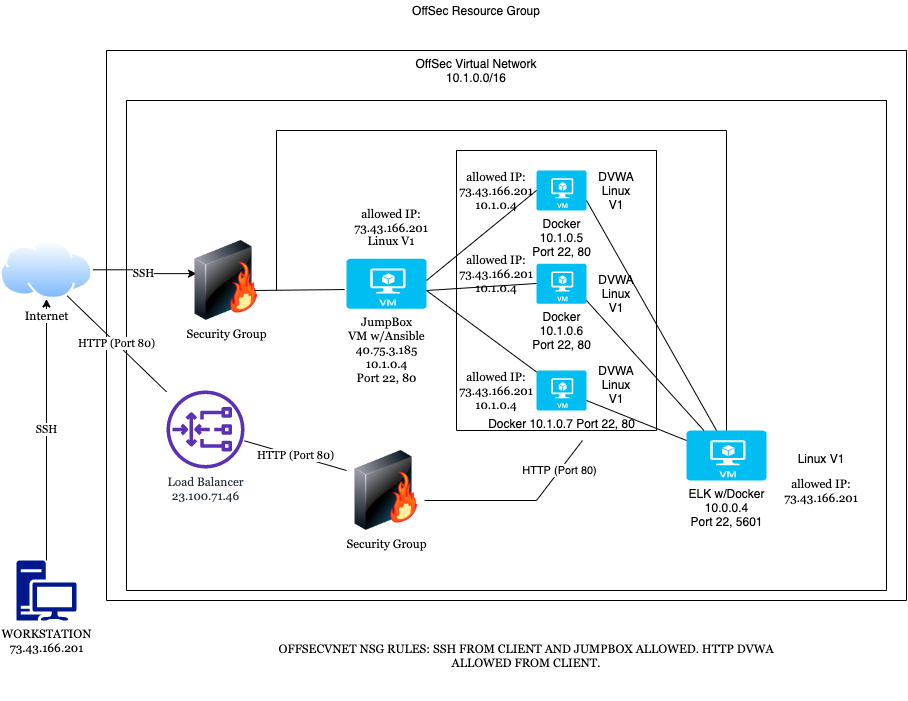 OffSec Resource Group
OffSec Virtual Network
10.1.0.0/16
allowed IP:
73.43.166.201
10.1.0.4
DVWA
Linux
V1
Docker
10.1.0.5
Port 22, 80
allowed IP:
73.43.166.201
Linux V1
allowed IP:
73.43.166.201
10.1.0.4
DVWA
Linux
V1
Docker
10.1.0.6
Port 22, 80
SSH
Internet
Security Group
VM
VM
VM
VM
JumpBox
VM w/Ansible
40.75.3.185
10.1.0.4
Port 22, 80
HTTP (Port 80)
allowed IP:
73.43.166.201
10.1.0.4
DVWA
Linux
V1
Docker 10.1.0.7 Port 22, 80
SSH
HTTP (Port 80)
Load Balancer
23.100.71.46
HTTP (Port 80)
Security Group
VM
ELK w/Docker
10.0.0.4
Port 22, 5601
Linux V1
allowed IP:
73.43.166.201
WORKSTATION
73.43.166.201
OFFSECVNET NSG RULES: SSH FROM CLIENT AND JUMPBOX ALLOWED. HTTP DVWA
ALLOWED FROM CLIENT.